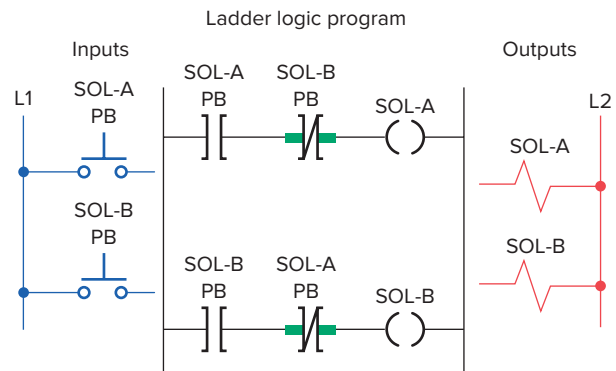 Ladder logic program
Inputs
Outputs
L1
SOL-A
PB
SOL-B
PB
SOL-A
PB
SOL-B
PB
SOL-A
SOL-B
PB
SOL-A
PB
SOL-B
L2
SOL-A
SOL-B